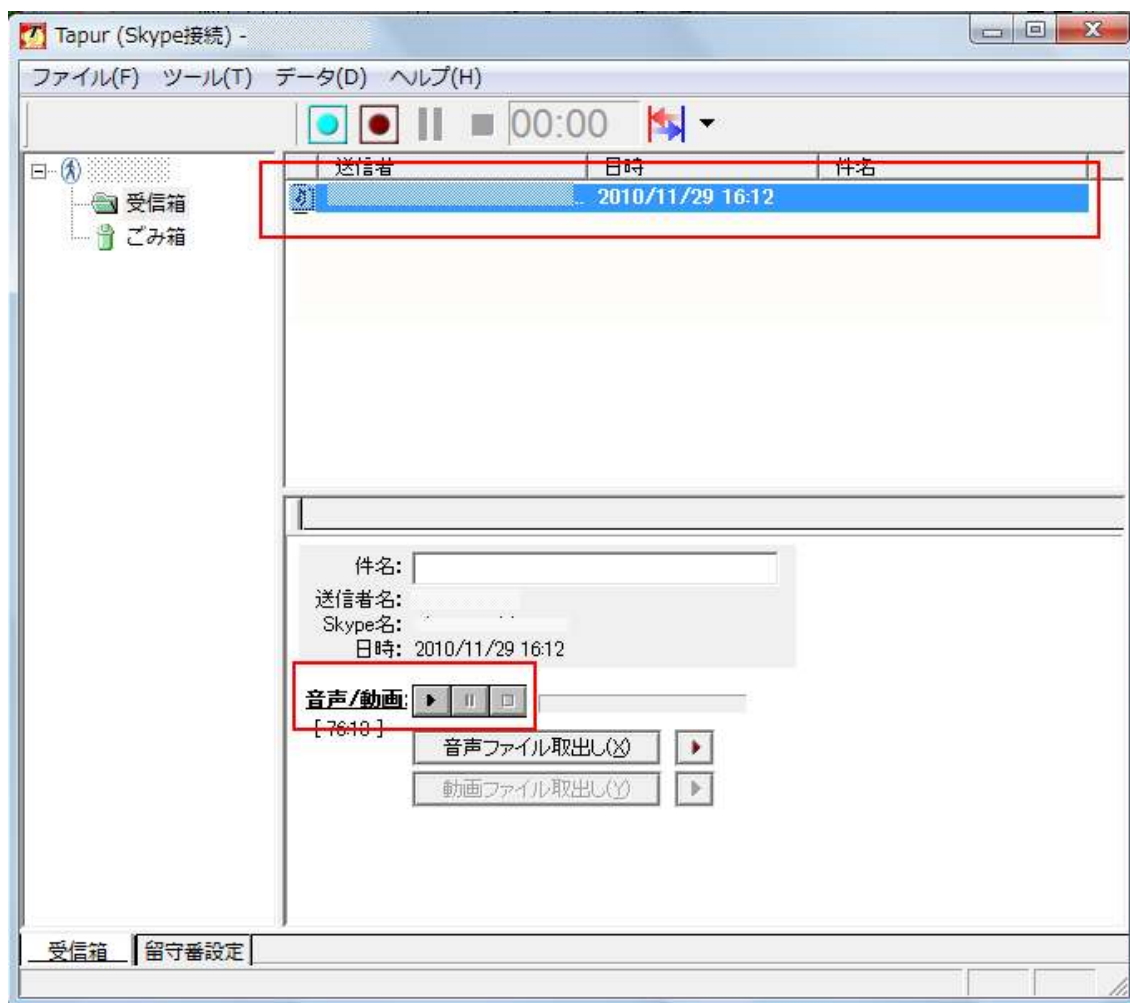 Tapur (Skype接続) -
ファイル(F) ツール(T) データ(D) ヘルプ(H)
00:00
送信者 日時 件名
受信箱
ごみ箱
.. 2010/11/29 16:12
件名:
送信者名:
Skype名:
日時: 2010/11/29 16:12
音声/動画:
[ 76:13 ]
音声ファイル取出し(X)
動画ファイル取出し(Y)
受信箱 留守番設定